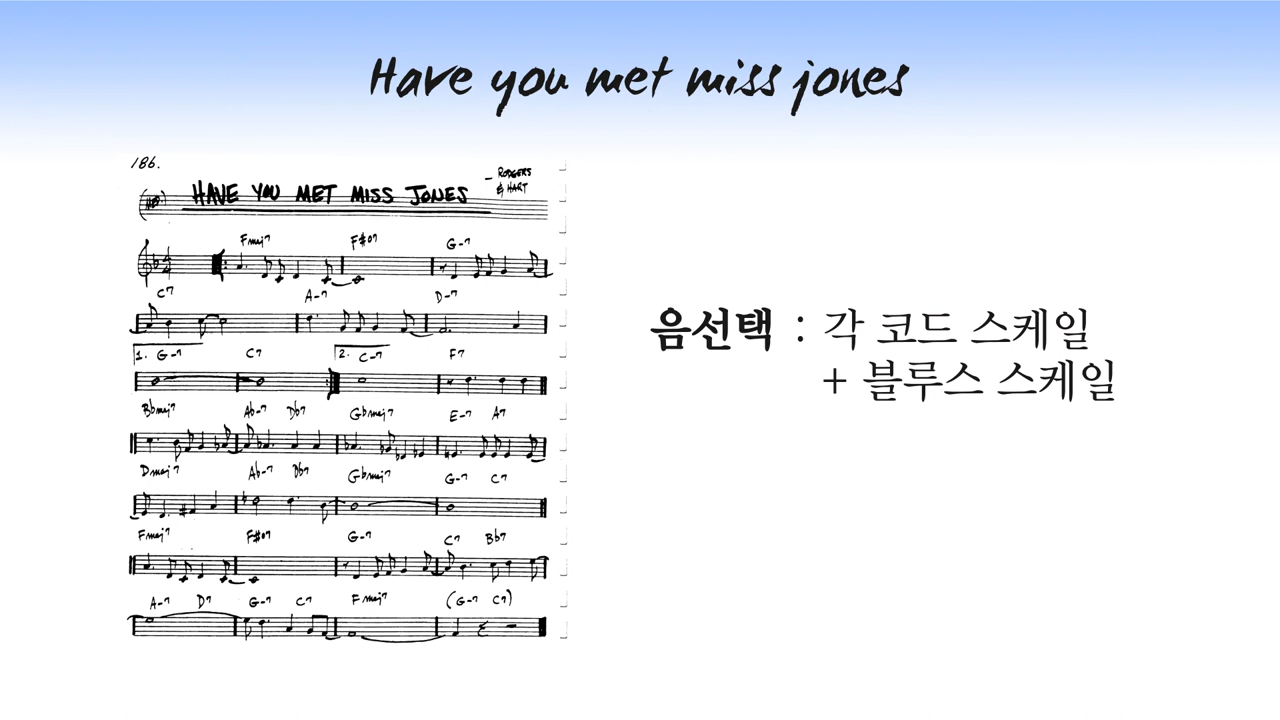 Have you met miss jones
186.
HAVE YOU MET MISS JONES
- RODGERS
& HART
(MED.)
Fmaj7 F#o7 G-7
C7 A-7 D-7
1. G-7 C7 2. C-7 F7
Bbmaj7 Ab-7 Db7 Gbmaj7 E-7 A7
Dmaj7 Ab-7 Db7 Gbmaj7 G-7 C7
Fmaj7 F#o7 G-7 C7 Bb7
A-7 D7 G-7 C7 Fmaj7 (G-7 C7)
음선택 : 각 코드 스케일
+ 블루스 스케일